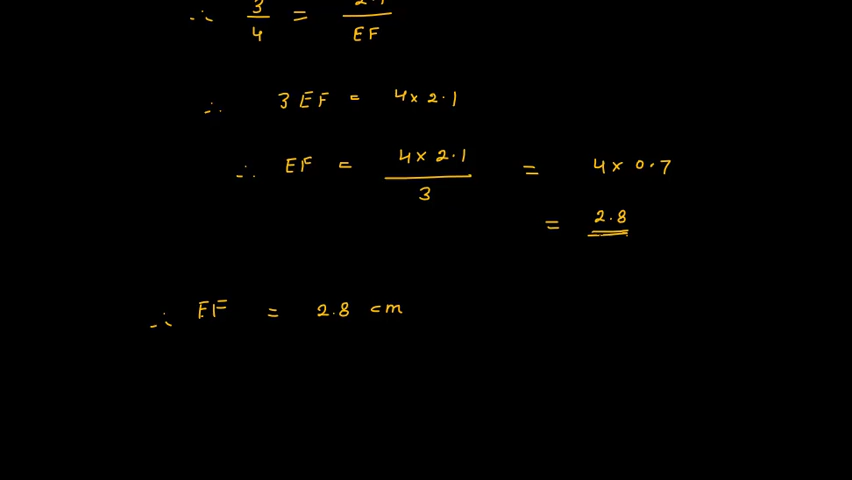 ∴ 3/4 = 2.1/EF
∴ 3 EF = 4 × 2.1
∴ EF = 4 × 2.1 / 3 = 4 × 0.7
= 2.8
∴ EF = 2.8 cm